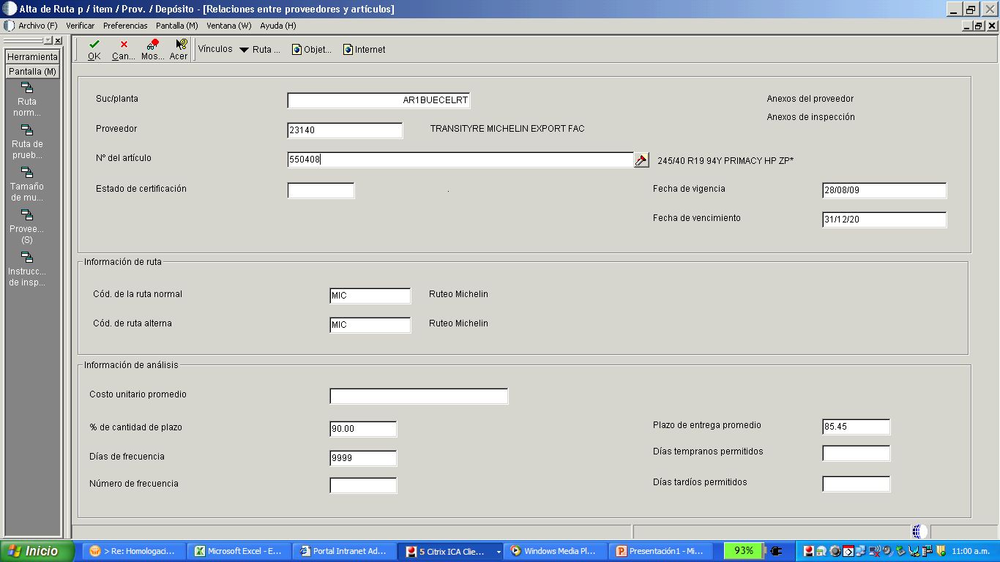 Alta de Ruta p / item / Prov. / Depósito - [Relaciones entre proveedores y artículos]
Archivo (F) Verificar Preferencias Pantalla (M) Ventana (W) Ayuda (H)
Herramienta
Pantalla (M)
Ruta
norm...
Ruta de
prueb...
Tamaño
de mu...
Provee...
(S)
Instrucc...
de insp...
OK Can... Mos... Acer Vínculos Ruta ... Objet... Internet
Suc/planta AR1BUECELRT Anexos del proveedor
Anexos de inspección
Proveedor 23140 TRANSITYRE MICHELIN EXPORT FAC
Nº del artículo 550408 245/40 R19 94Y PRIMACY HP ZP*
Estado de certificación . Fecha de vigencia 28/08/09
Fecha de vencimiento 31/12/20
Información de ruta
Cód. de la ruta normal MIC Ruteo Michelin
Cód. de ruta alterna MIC Ruteo Michelin
Información de análisis
Costo unitario promedio
% de cantidad de plazo 90.00 Plazo de entrega promedio 85.45
Días de frecuencia 9999 Días tempranos permitidos
Número de frecuencia Días tardíos permitidos
Inicio > Re: Homologaci... Microsoft Excel - E... Portal Intranet Ad... 5 Citrix ICA Clie... Windows Media Pl... Presentación1 - Mi... 93% 11:00 a.m.